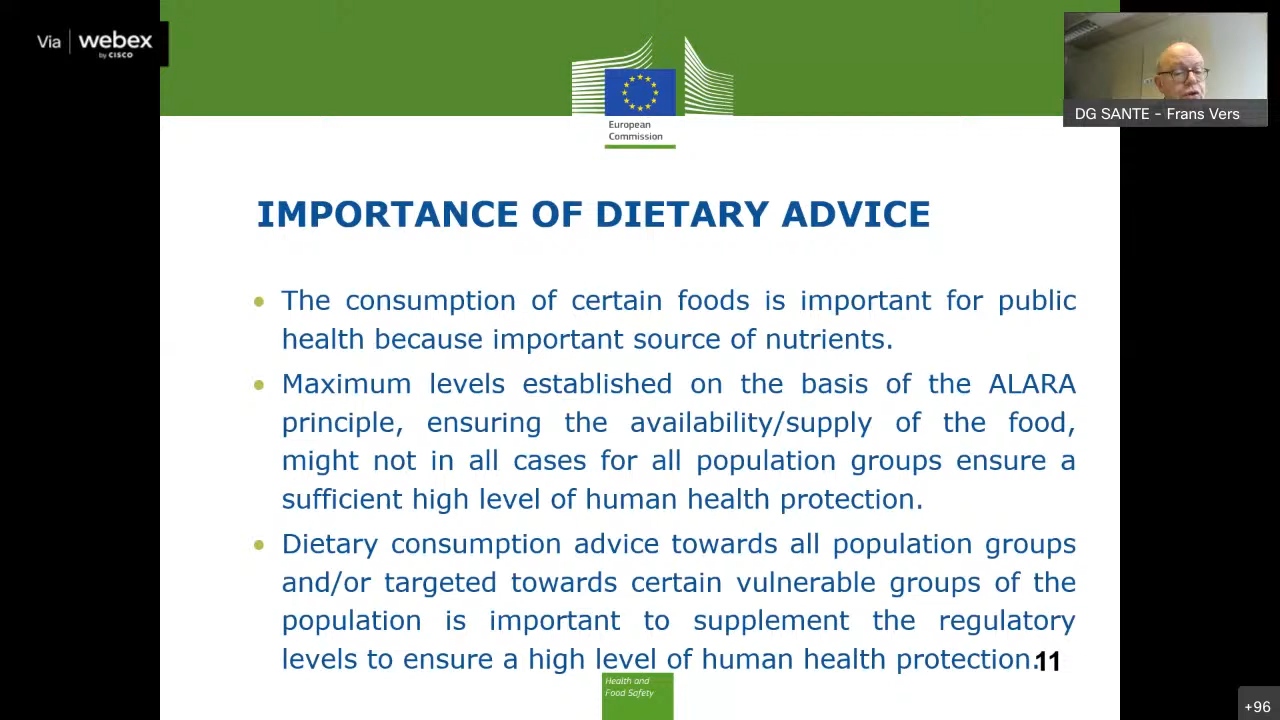 Via webex
by CISCO
DG SANTE - Frans Vers
European
Commission
IMPORTANCE OF DIETARY ADVICE
The consumption of certain foods is important for public
health because important source of nutrients.
Maximum levels established on the basis of the ALARA
principle, ensuring the availability/supply of the food,
might not in all cases for all population groups ensure a
sufficient high level of human health protection.
Dietary consumption advice towards all population groups
and/or targeted towards certain vulnerable groups of the
population is important to supplement the regulatory
levels to ensure a high level of human health protection.
11
Health and
Food Safety
+96